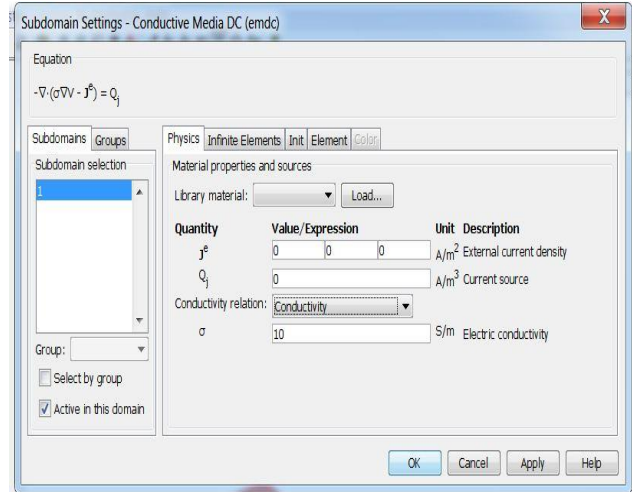 Subdomain Settings - Conductive Media DC (emdc)
X
Equation
-∇·(σ∇V - Jᵉ) = Qⱼ
Subdomains Groups
Subdomain selection
1
Group:
Select by group
Active in this domain
Physics Infinite Elements Init Element Color
Material properties and sources
Library material: Load...
Quantity Value/Expression Unit Description
Jᵉ 0 0 0 A/m² External current density
Qⱼ 0 A/m³ Current source
Conductivity relation: Conductivity
σ 10 S/m Electric conductivity
OK Cancel Apply Help